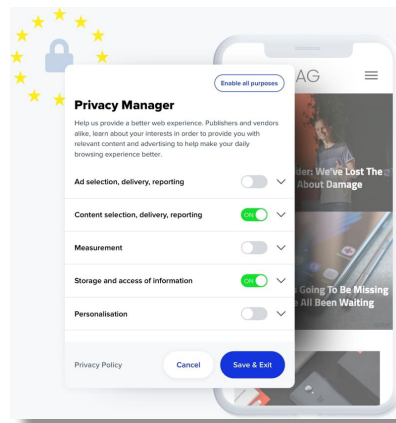 Enable all purposes
AG
Privacy Manager
Help us provide a better web experience. Publishers and vendors
alike, learn about your interests in order to provide you with
relevant content and advertising to help make your daily
browsing experience better.
Ad selection, delivery, reporting
Content selection, delivery, reporting
ON
Measurement
Storage and access of information
ON
Personalisation
Privacy Policy
Cancel
Save & Exit
der: We've Lost The
About Damage
s Going To Be Missing
e All Been Waiting